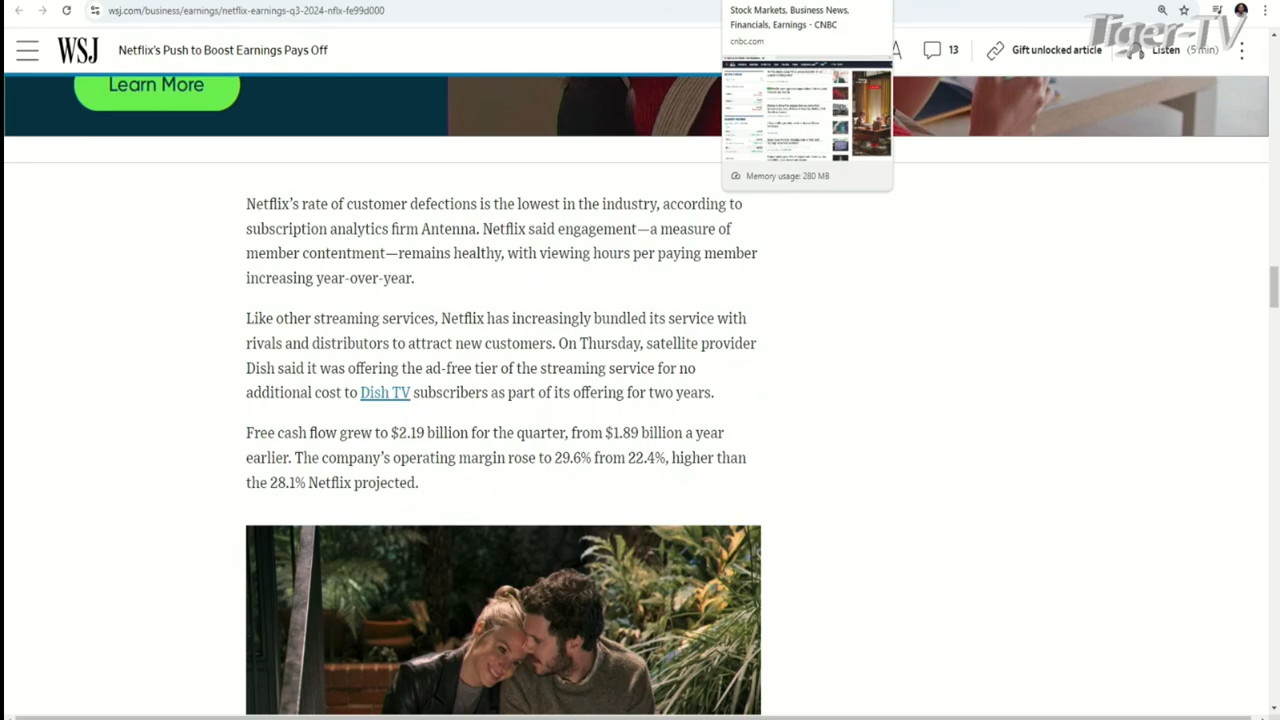 wsj.com/business/earnings/netflix-earnings-q3-2024-nflx-fe99d000
Stock Markets, Business News,
Financials, Earnings - CNBC
cnbc.com
Memory usage: 280 MB
WSJ
Netflix's Push to Boost Earnings Pays Off
13
Gift unlocked article
Listen (5 min)
Tiger TV
Netflix’s rate of customer defections is the lowest in the industry, according to
subscription analytics firm Antenna. Netflix said engagement—a measure of
member contentment—remains healthy, with viewing hours per paying member
increasing year-over-year.
Like other streaming services, Netflix has increasingly bundled its service with
rivals and distributors to attract new customers. On Thursday, satellite provider
Dish said it was offering the ad-free tier of the streaming service for no
additional cost to Dish TV subscribers as part of its offering for two years.
Free cash flow grew to $2.19 billion for the quarter, from $1.89 billion a year
earlier. The company’s operating margin rose to 29.6% from 22.4%, higher than
the 28.1% Netflix projected.